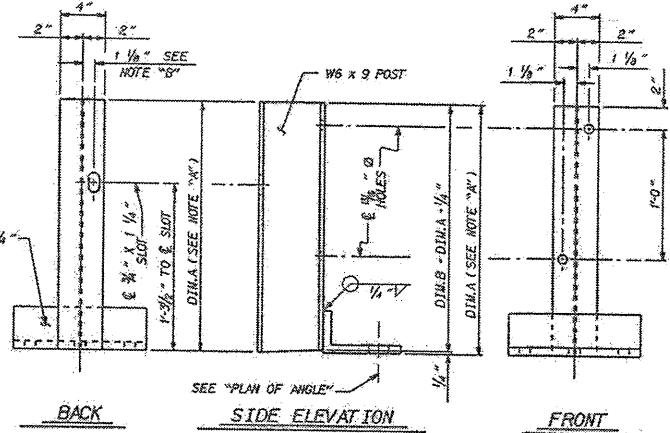 4"
2"
2"
1 1/8" SEE
NOTE "B"
W6 x 9 POST
4"
2"
2"
1 1/8"
1 1/8"
2"
DIM.A (SEE NOTE "A")
HOLES
DIM.B = DIM.A + 1/4"
DIM.A (SEE NOTE "A")
1'-0"
℄ 3/4" X 1 1/4"
SLOT
1'-3 1/2" TO ℄ SLOT
1/4"
1/4"
SEE "PLAN OF ANGLE"
BACK
SIDE ELEVATION
FRONT